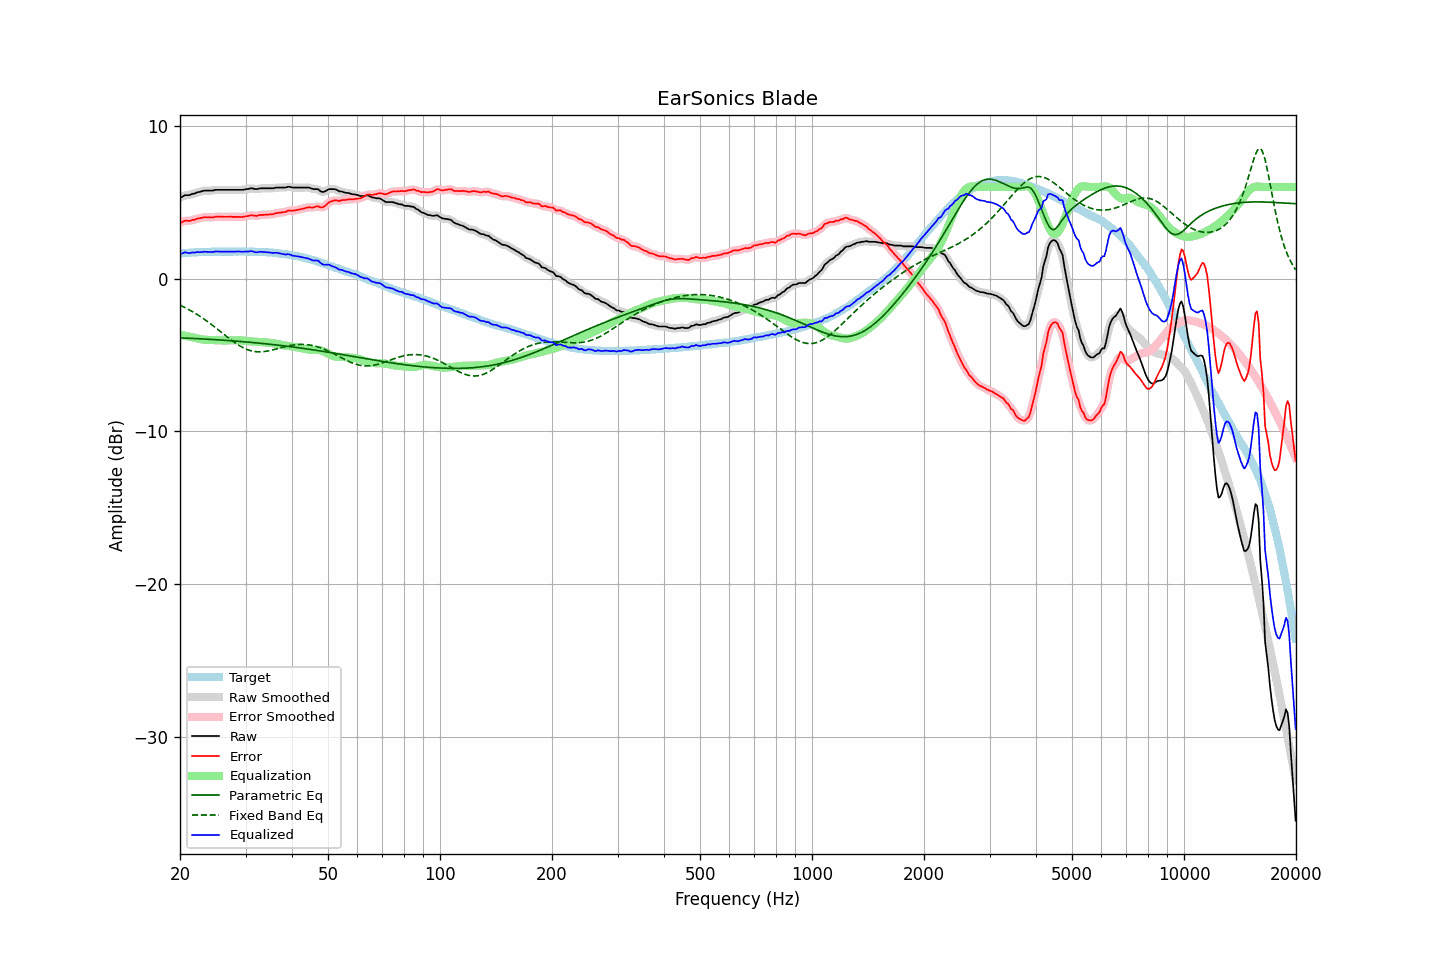 EarSonics Blade
10
0
−10
−20
−30
Amplitude (dBr)
Target
Raw Smoothed
Error Smoothed
Raw
Error
Equalization
Parametric Eq
Fixed Band Eq
Equalized
20 50 100 200 500 1000 2000 5000 10000 20000
Frequency (Hz)